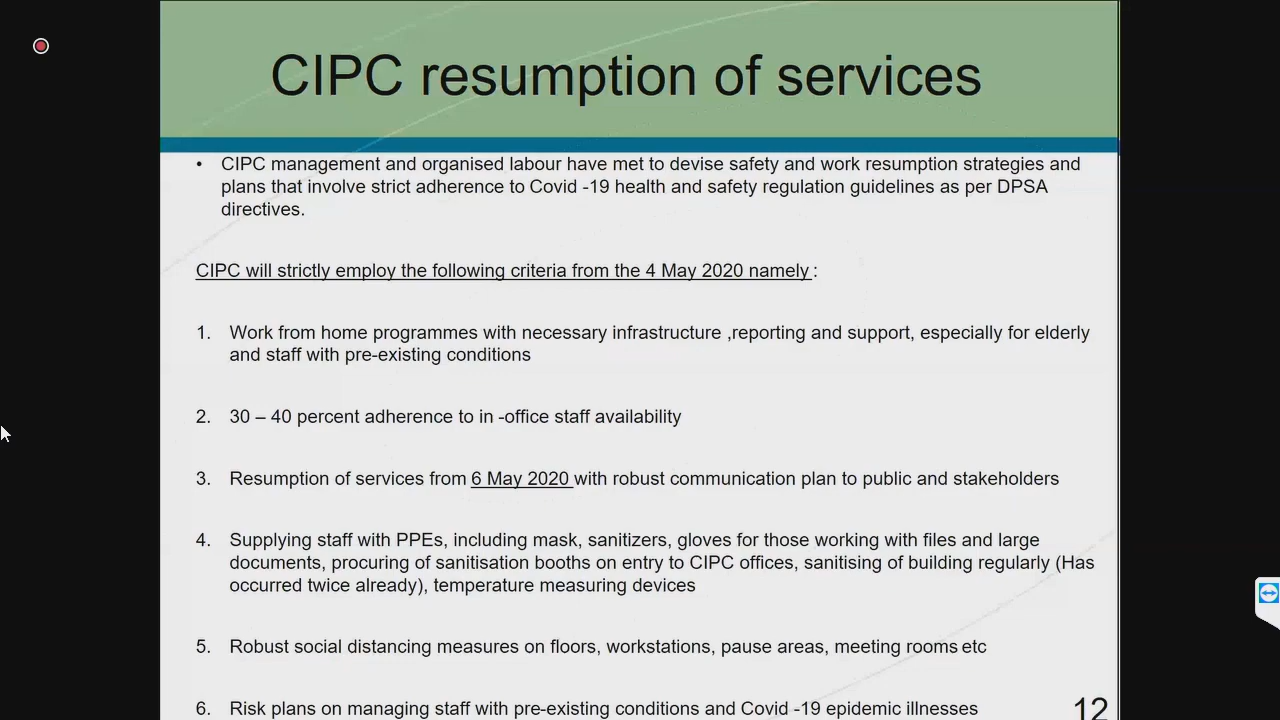 CIPC resumption of services
• CIPC management and organised labour have met to devise safety and work resumption strategies and
plans that involve strict adherence to Covid -19 health and safety regulation guidelines as per DPSA
directives.
CIPC will strictly employ the following criteria from the 4 May 2020 namely :
1. Work from home programmes with necessary infrastructure ,reporting and support, especially for elderly
and staff with pre-existing conditions
2. 30 – 40 percent adherence to in -office staff availability
3. Resumption of services from 6 May 2020 with robust communication plan to public and stakeholders
4. Supplying staff with PPEs, including mask, sanitizers, gloves for those working with files and large
documents, procuring of sanitisation booths on entry to CIPC offices, sanitising of building regularly (Has
occurred twice already), temperature measuring devices
5. Robust social distancing measures on floors, workstations, pause areas, meeting rooms etc
6. Risk plans on managing staff with pre-existing conditions and Covid -19 epidemic illnesses
12